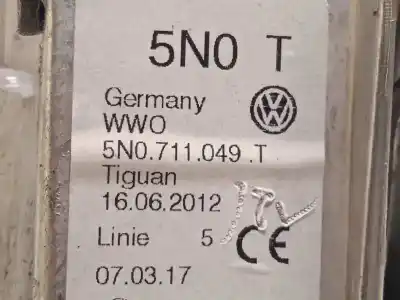 5N0 T
Germany
WWO
5N0.711.049 .T
Tiguan
16.06.2012
Linie 5 CE
07.03.17